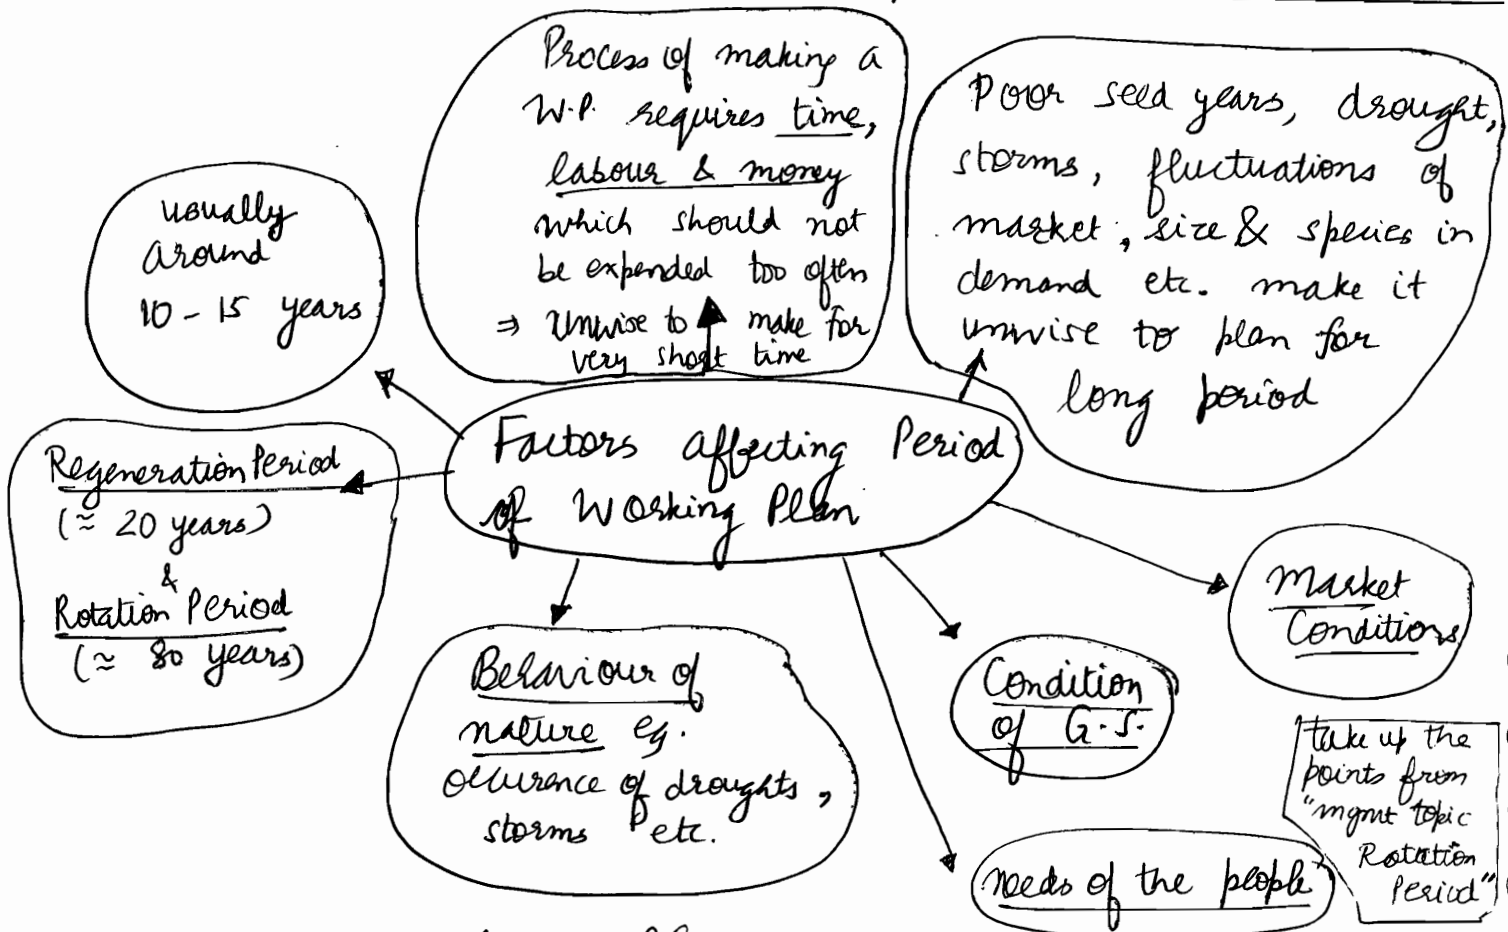 Process of making a
W.P. requires time,
labour & money
which should not
be expended too often
⇒ Unwise to make for
very short time
Poor seed years, drought,
storms, fluctuations of
market, size & species in
demand etc. make it
unwise to plan for
long period
usually
around
10 - 15 years
Factors affecting Period
of Working Plan
Regeneration Period
(≈ 20 years)
&
Rotation Period
(≈ 80 years)
Behaviour of
nature eg.
occurence of droughts,
storms etc.
Condition
of G.S.
Market
Conditions
needs of the people
take up the
points from
"mgmt topic
Rotation
Period"